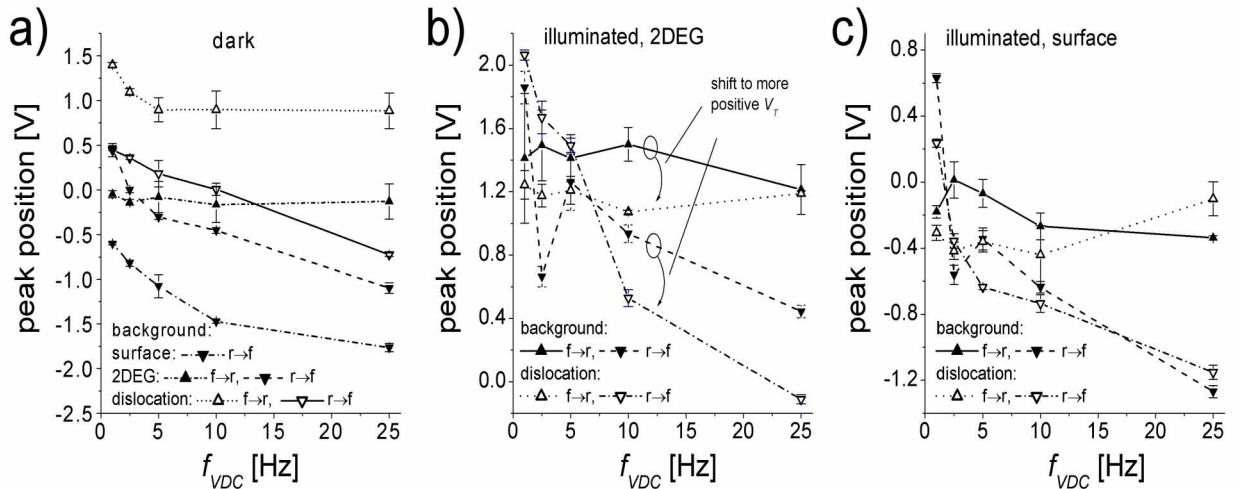 a)
dark
peak position [V]
1.5
1.0
0.5
0.0
-0.5
-1.0
-1.5
-2.0
-2.5
background:
surface: r→f
2DEG: f→r, r→f
dislocation: f→r, r→f
0 5 10 15 20 25
f_VDC [Hz]
b)
illuminated, 2DEG
peak position [V]
2.0
1.6
1.2
0.8
0.4
0.0
shift to more
positive V_T
background:
f→r, r→f
dislocation:
f→r, r→f
0 5 10 15 20 25
f_VDC [Hz]
c)
illuminated, surface
peak position [V]
0.8
0.4
0.0
-0.4
-0.8
-1.2
background:
f→r, r→f
dislocation:
f→r, r→f
0 5 10 15 20 25
f_VDC [Hz]